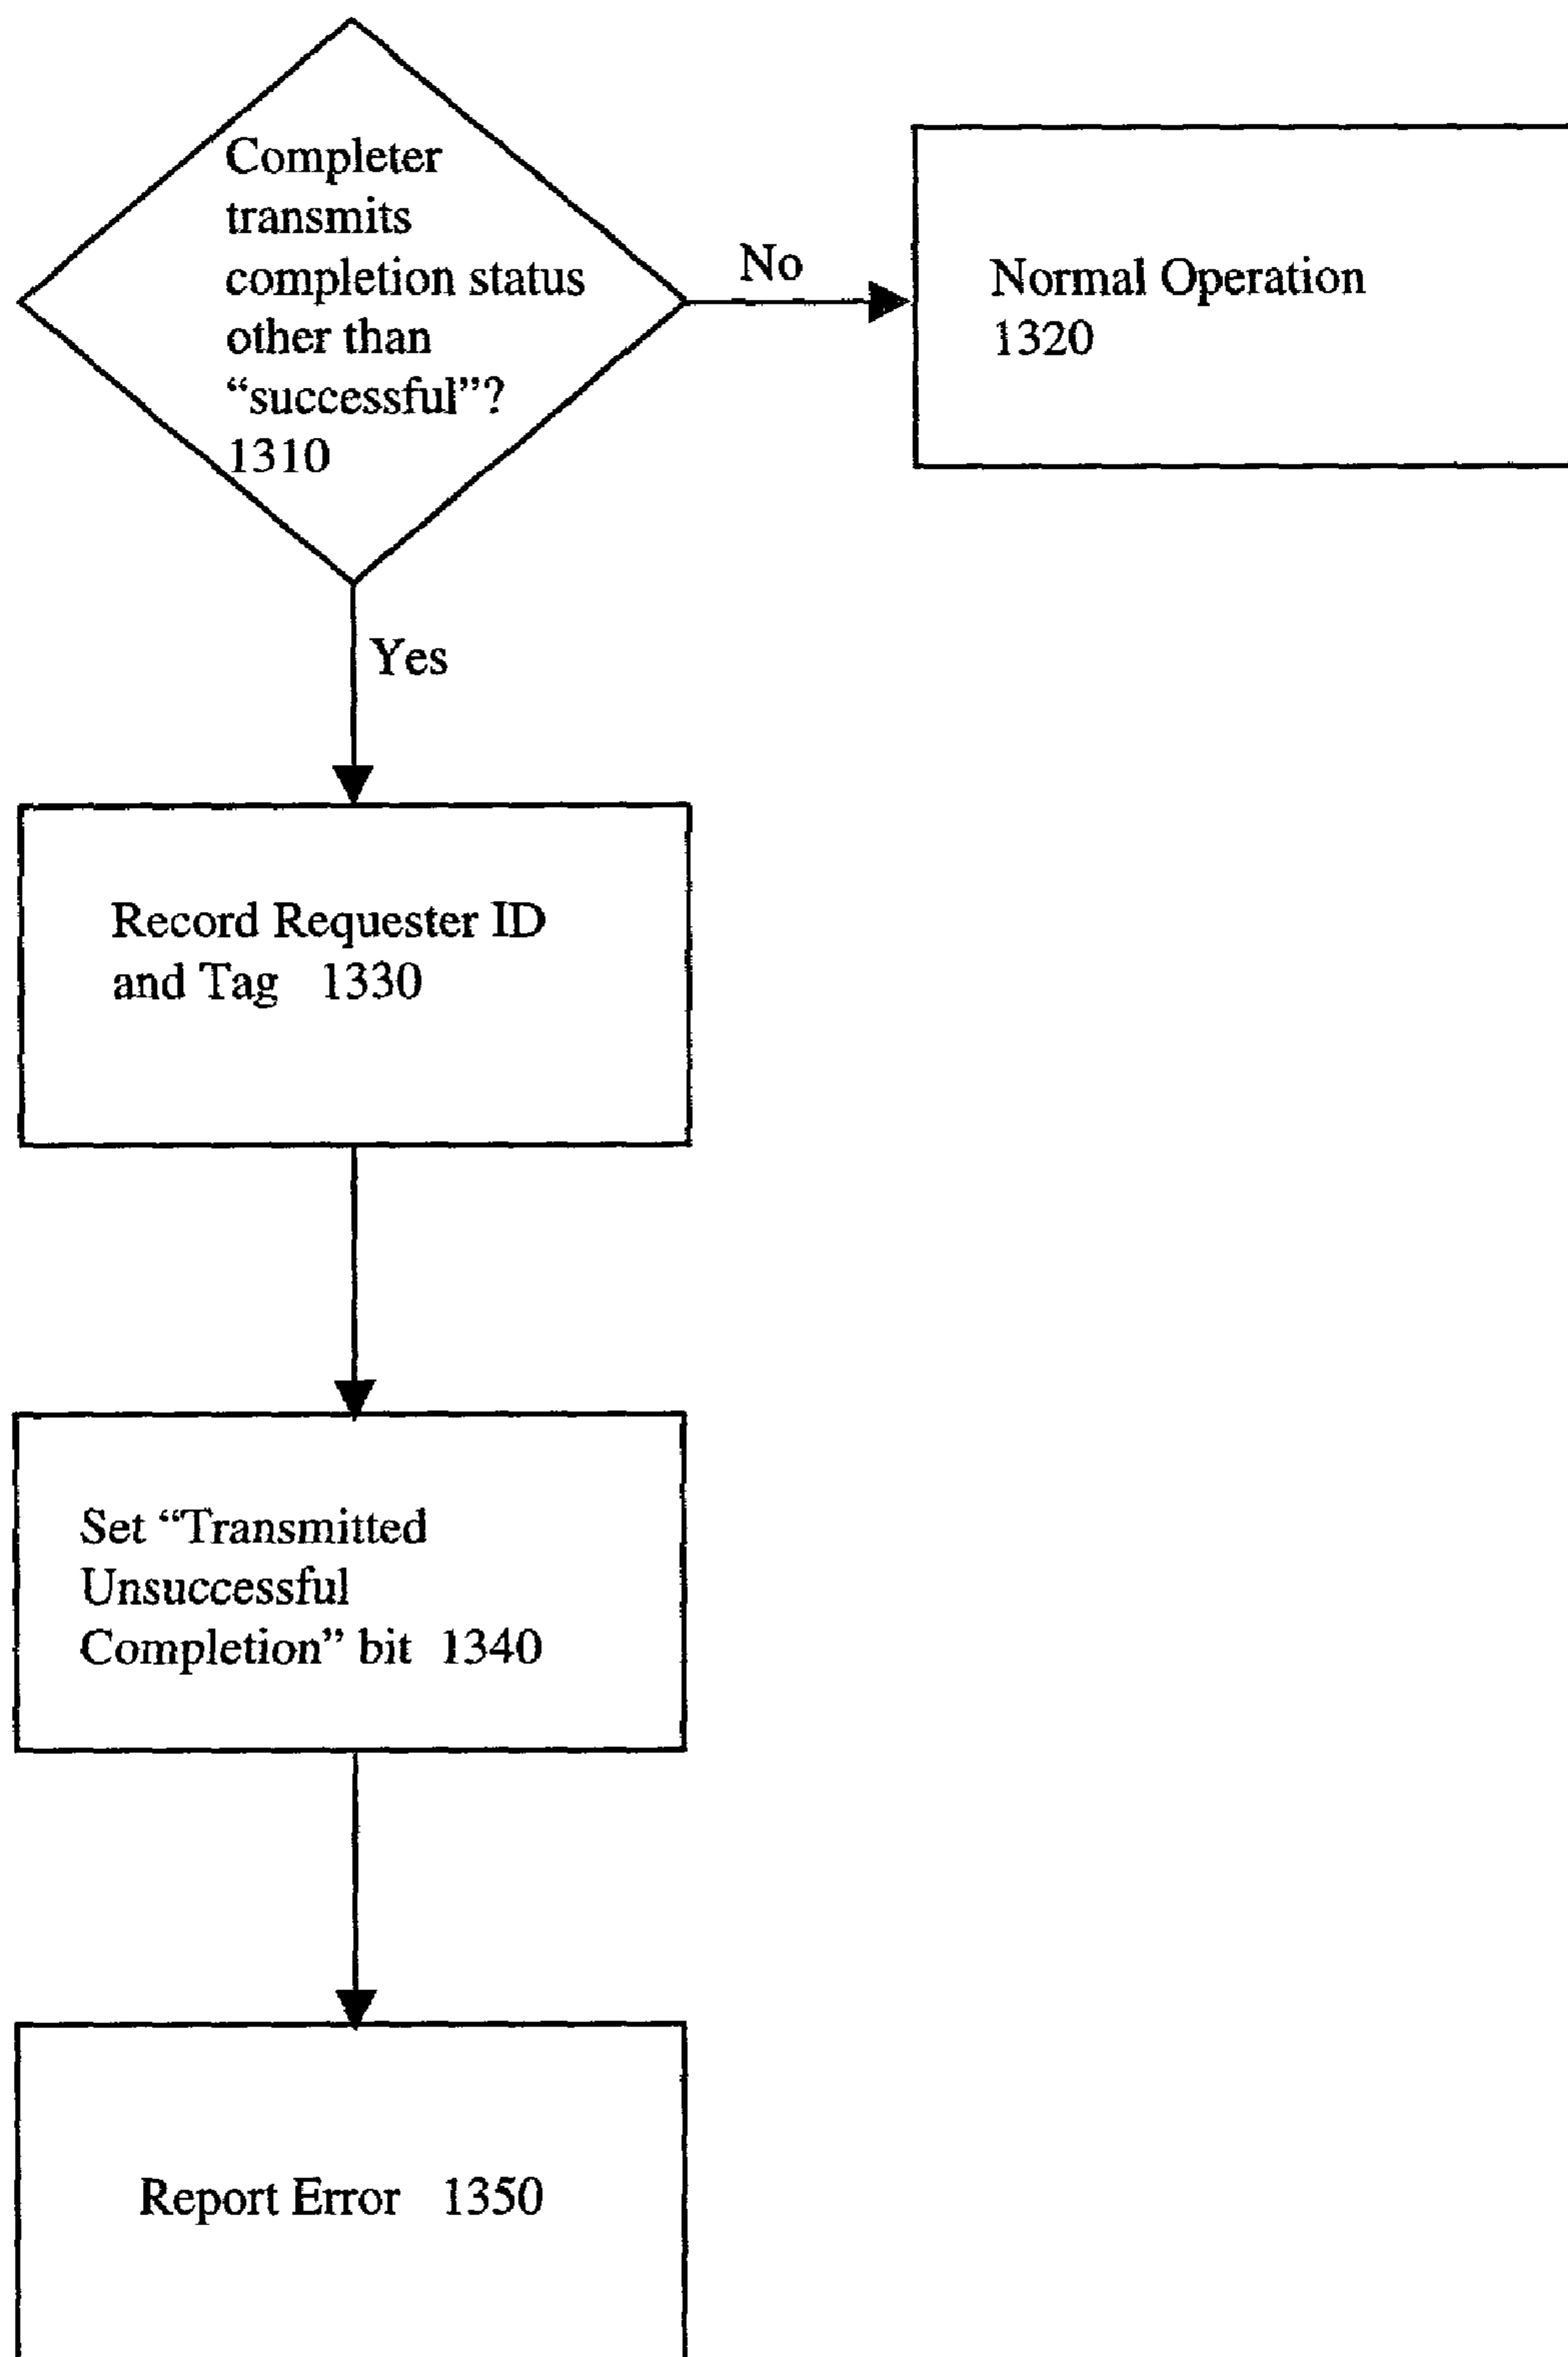 Completer
transmits
completion status
other than
“successful”?
1310
No
Normal Operation
1320
Yes
Record Requester ID
and Tag 1330
Set “Transmitted
Unsuccessful
Completion” bit 1340
Report Error 1350